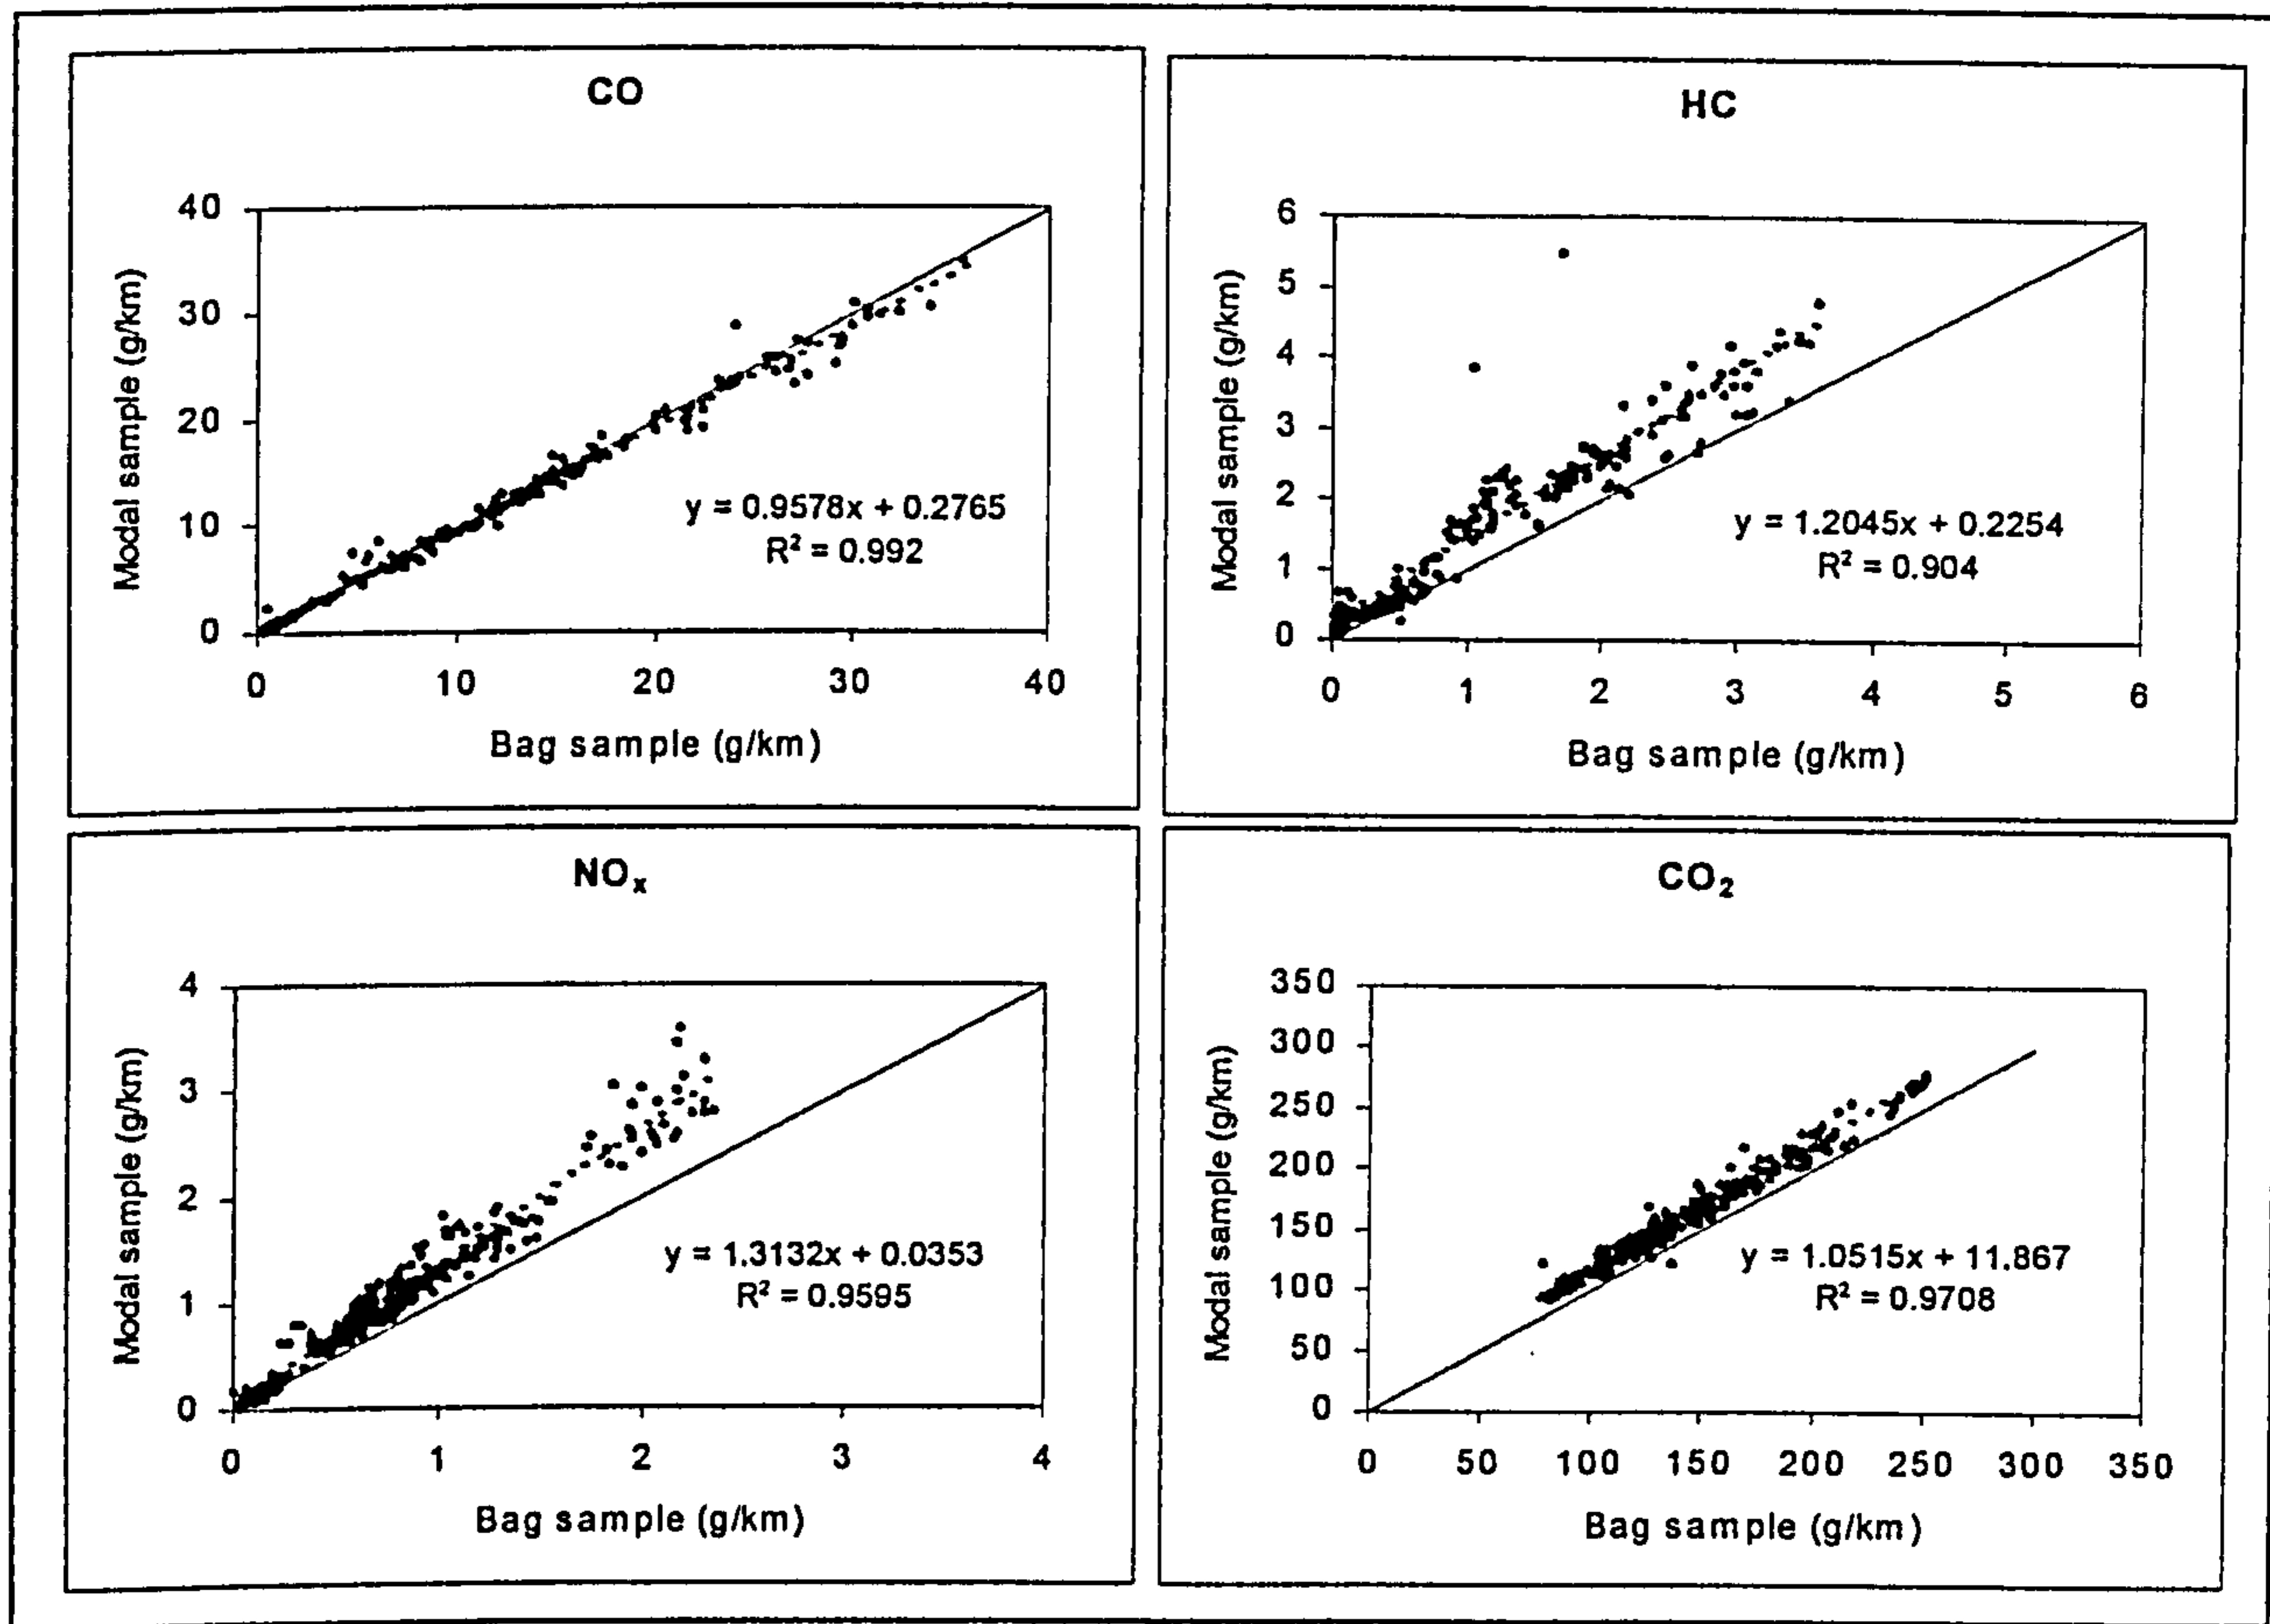 CO
40
30
20
10
0
Modal sample (g/km)
y = 0.9578x + 0.2765
R² = 0.992
0 10 20 30 40
Bag sample (g/km)
HC
6
5
4
3
2
1
0
Modal sample (g/km)
y = 1.2045x + 0.2254
R² = 0.904
0 1 2 3 4 5 6
Bag sample (g/km)
NOₓ
4
3
2
1
0
Modal sample (g/km)
y = 1.3132x + 0.0353
R² = 0.9595
0 1 2 3 4
Bag sample (g/km)
CO₂
350
300
250
200
150
100
50
0
Modal sample (g/km)
y = 1.0515x + 11.867
R² = 0.9708
0 50 100 150 200 250 300 350
Bag sample (g/km)